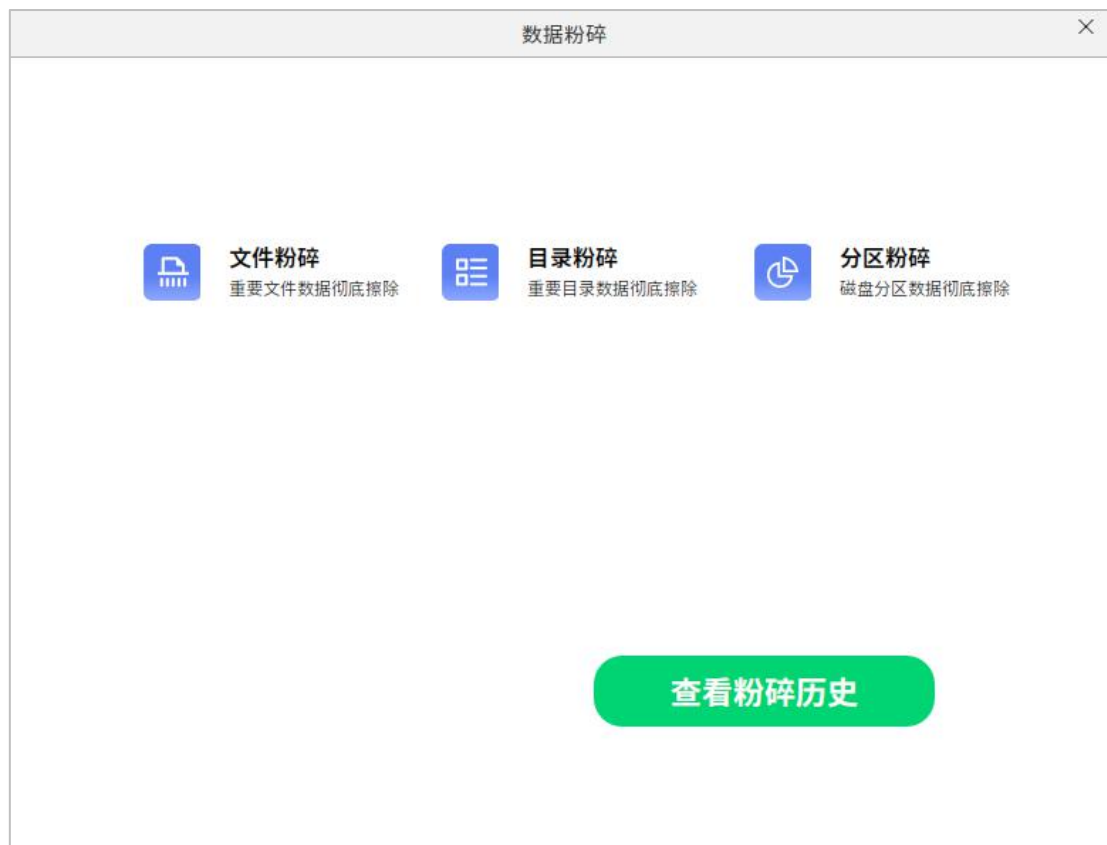 数据粉碎
文件粉碎
重要文件数据彻底擦除
目录粉碎
重要目录数据彻底擦除
分区粉碎
磁盘分区数据彻底擦除
查看粉碎历史